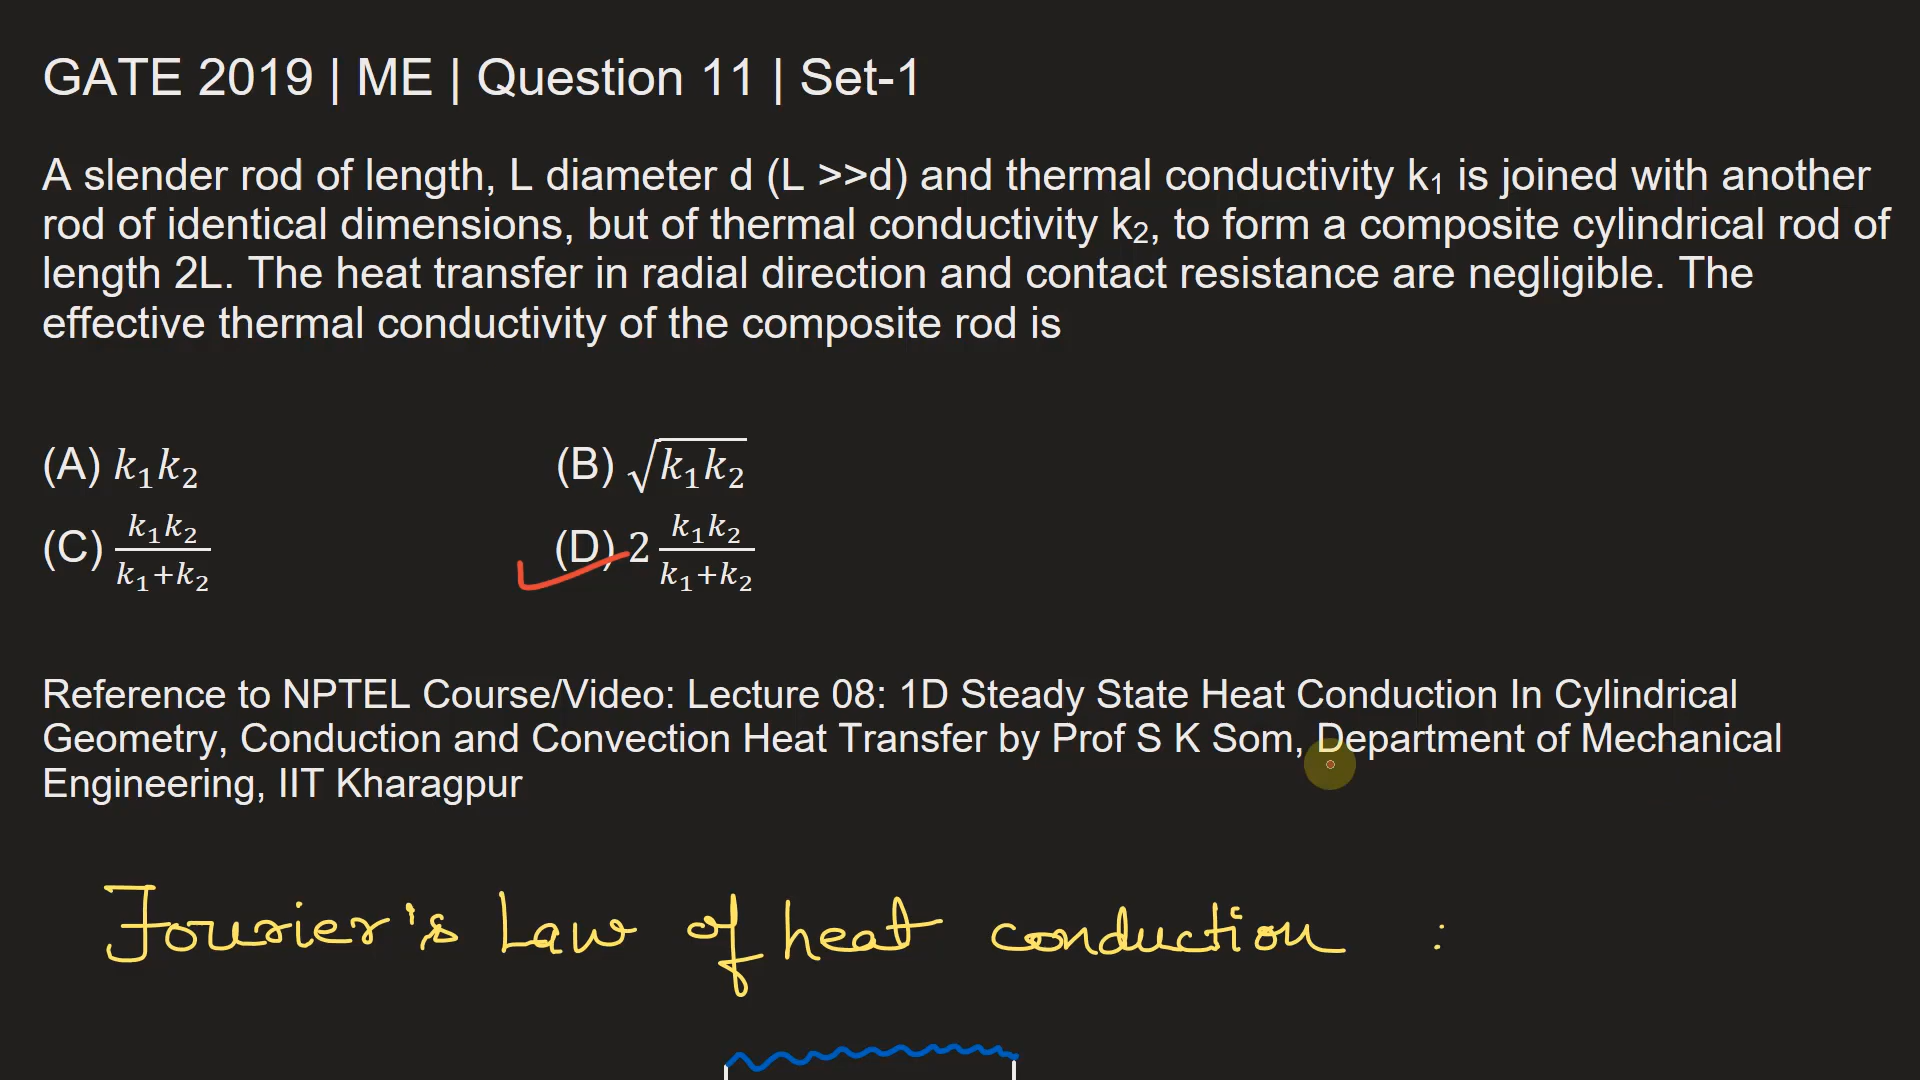 GATE 2019 | ME | Question 11 | Set-1
A slender rod of length, L diameter d (L >>d) and thermal conductivity k₁ is joined with another
rod of identical dimensions, but of thermal conductivity k₂, to form a composite cylindrical rod of
length 2L. The heat transfer in radial direction and contact resistance are negligible. The
effective thermal conductivity of the composite rod is
(A) k₁k₂ (B) √(k₁k₂)
(C) k₁k₂/(k₁+k₂) (D) 2 k₁k₂/(k₁+k₂)
Reference to NPTEL Course/Video: Lecture 08: 1D Steady State Heat Conduction In Cylindrical
Geometry, Conduction and Convection Heat Transfer by Prof S K Som, Department of Mechanical
Engineering, IIT Kharagpur
Fourier's Law of heat conduction :